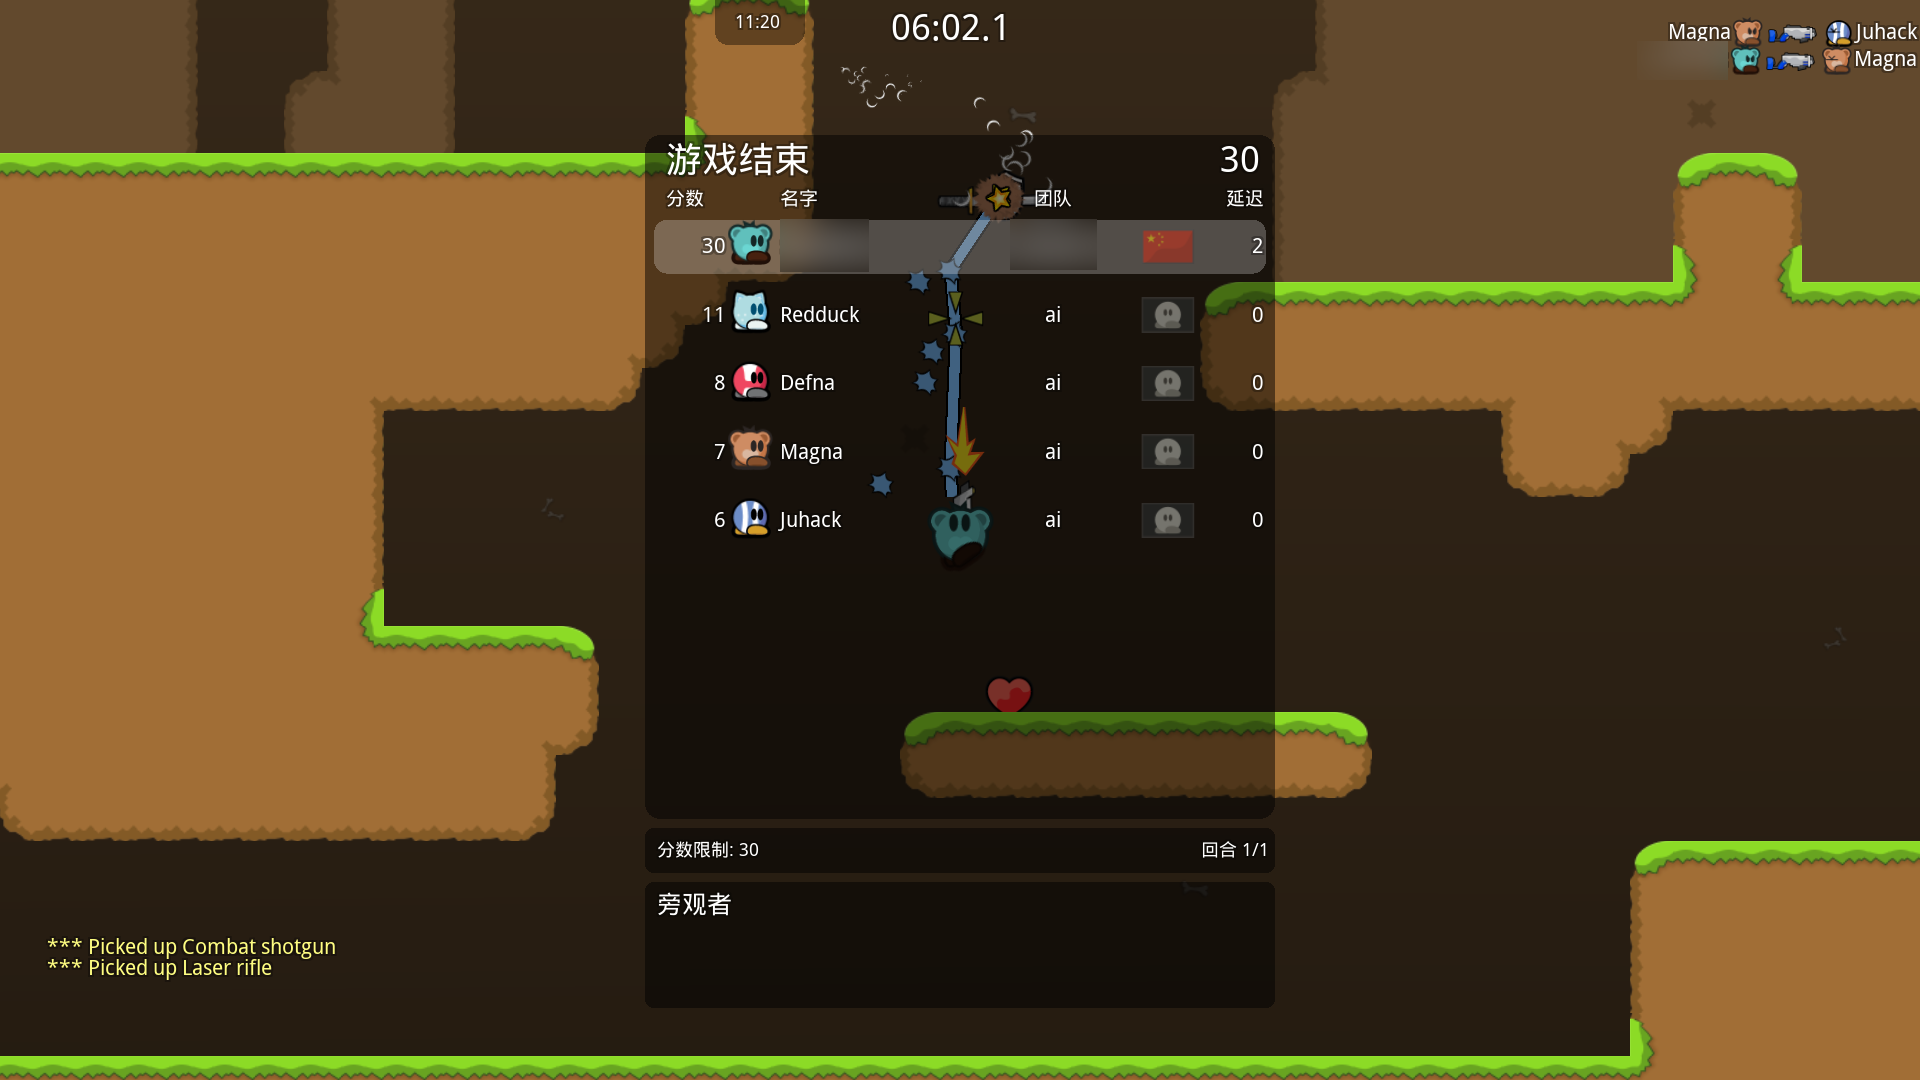 11:20
06:02.1
Magna Juhack
Magna
游戏结束 30
分数 名字 团队 延迟
30 2
11 Redduck ai 0
8 Defna ai 0
7 Magna ai 0
6 Juhack ai 0
分数限制: 30 回合 1/1
旁观者
*** Picked up Combat shotgun
*** Picked up Laser rifle